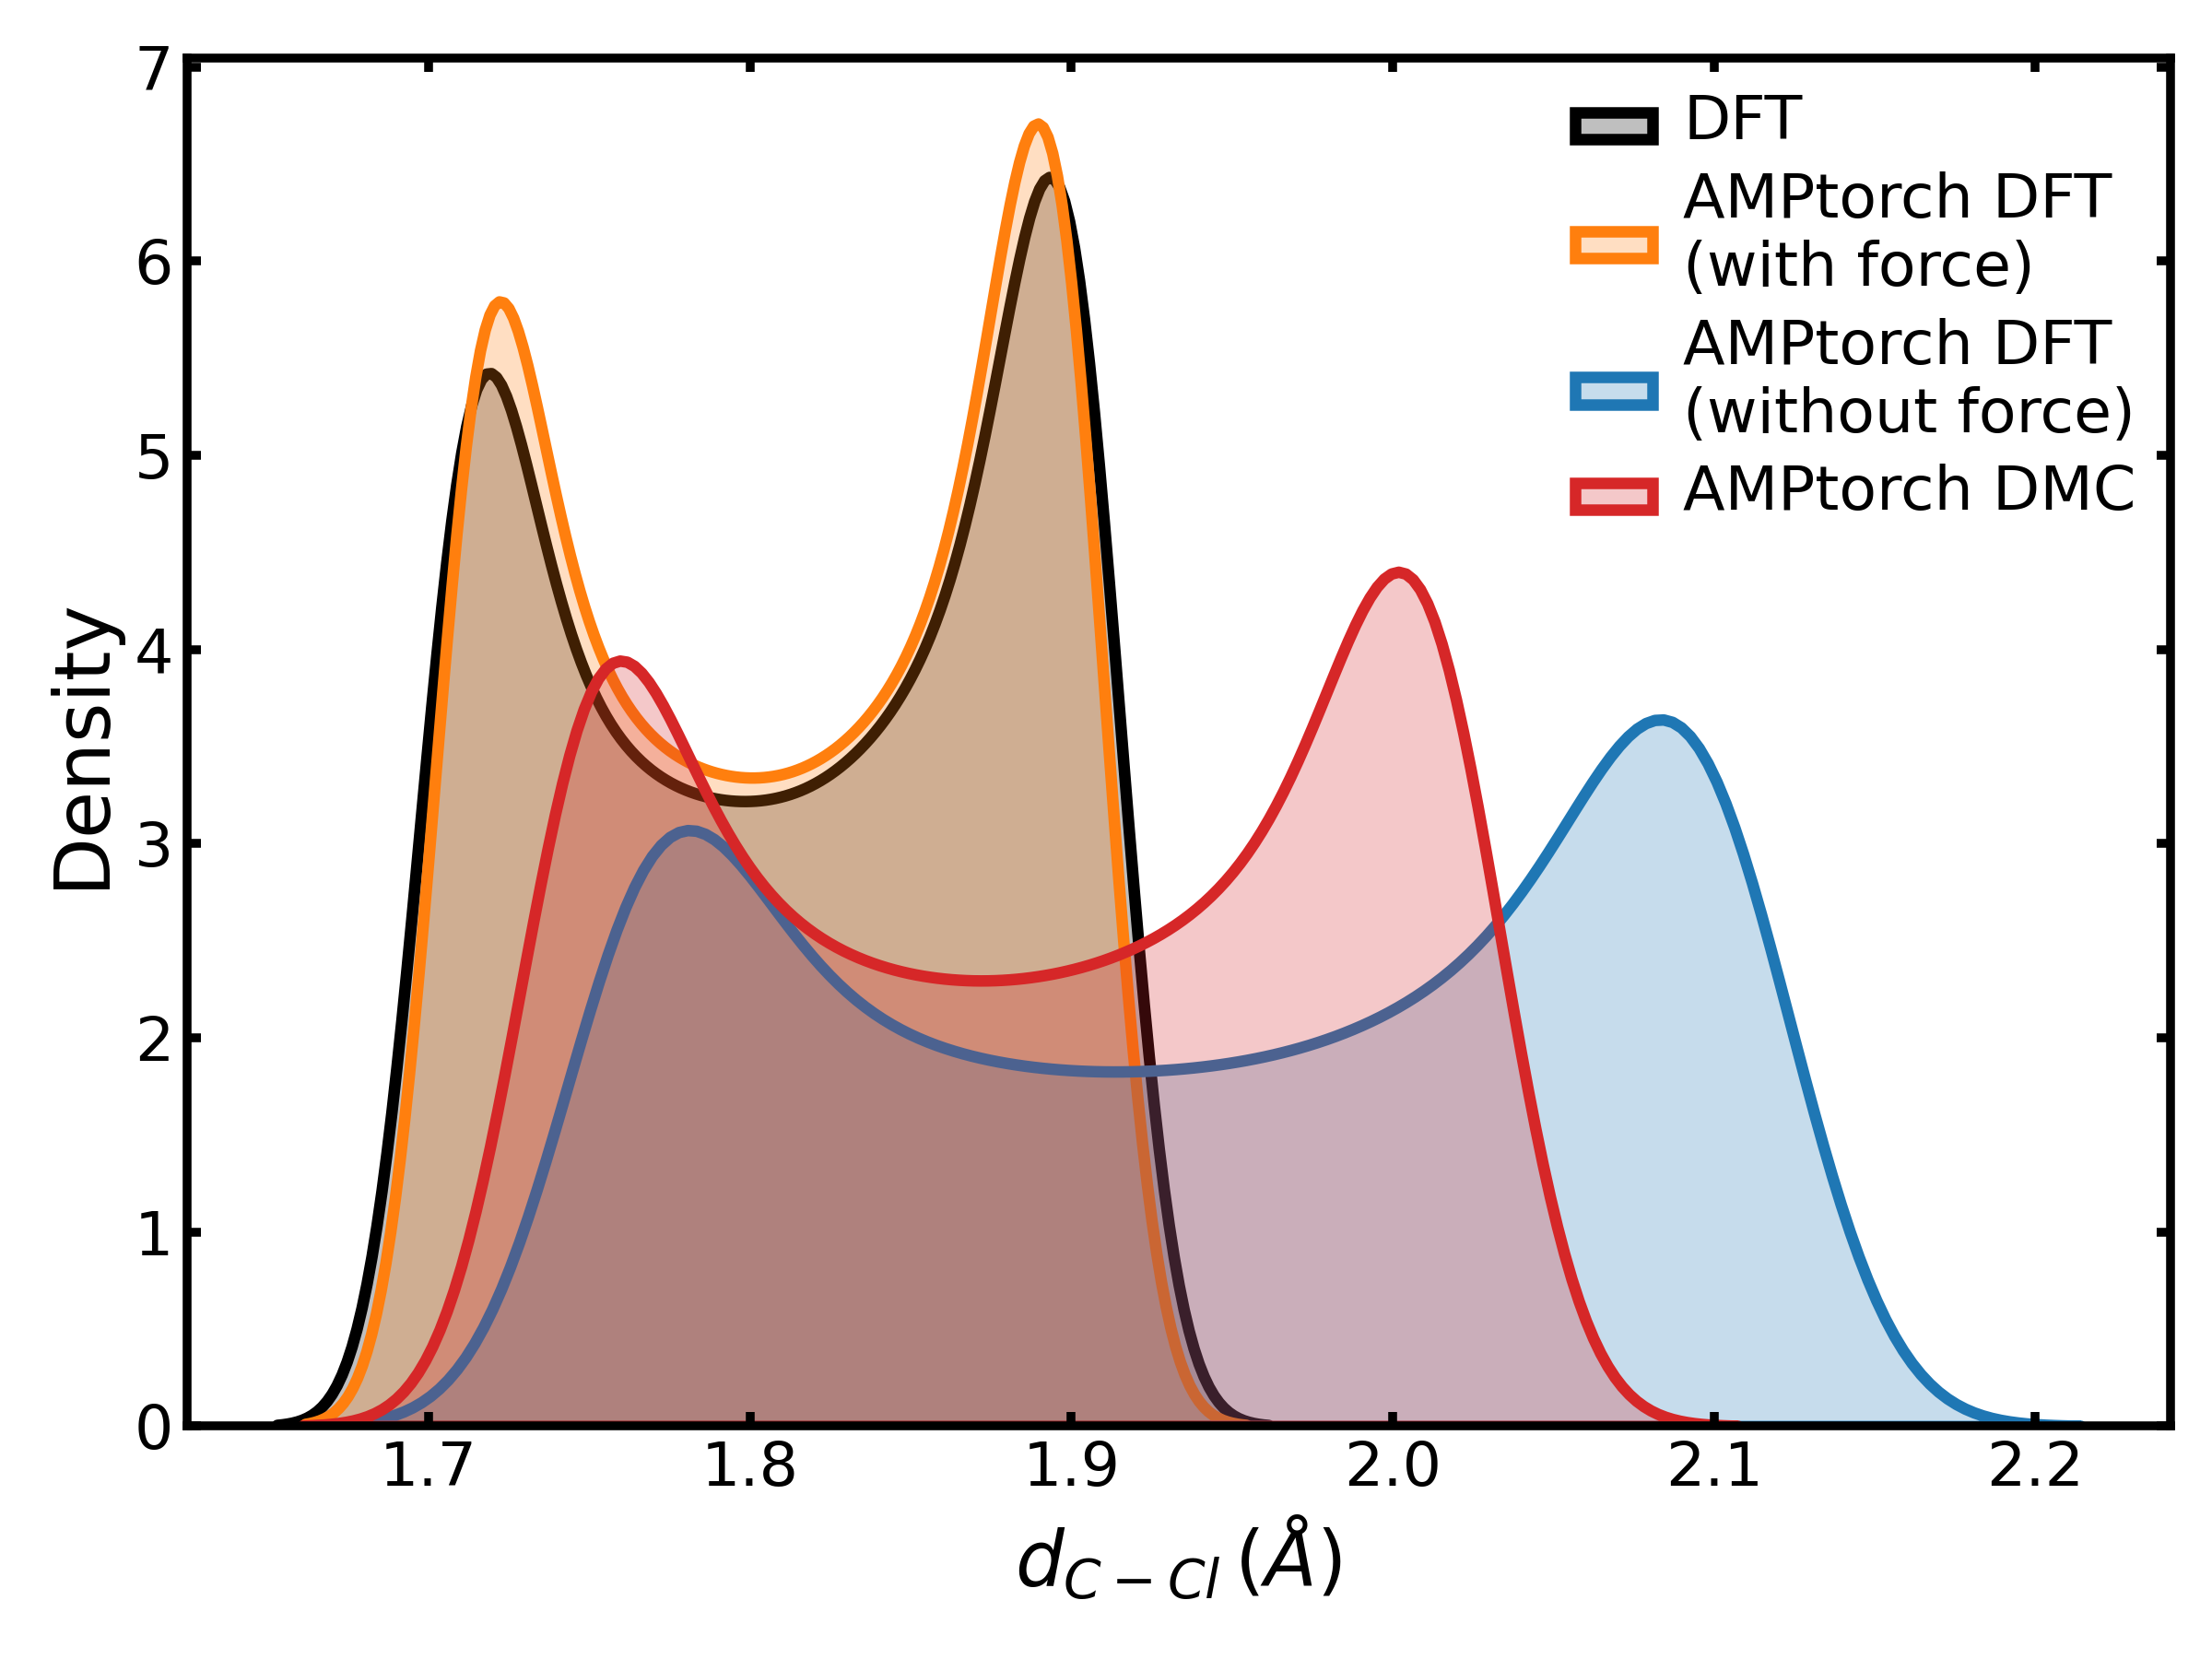 7
6
5
4
3
2
1
0
Density
DFT
AMPtorch DFT
(with force)
AMPtorch DFT
(without force)
AMPtorch DMC
1.7 1.8 1.9 2.0 2.1 2.2
d_{C-Cl} (Å)